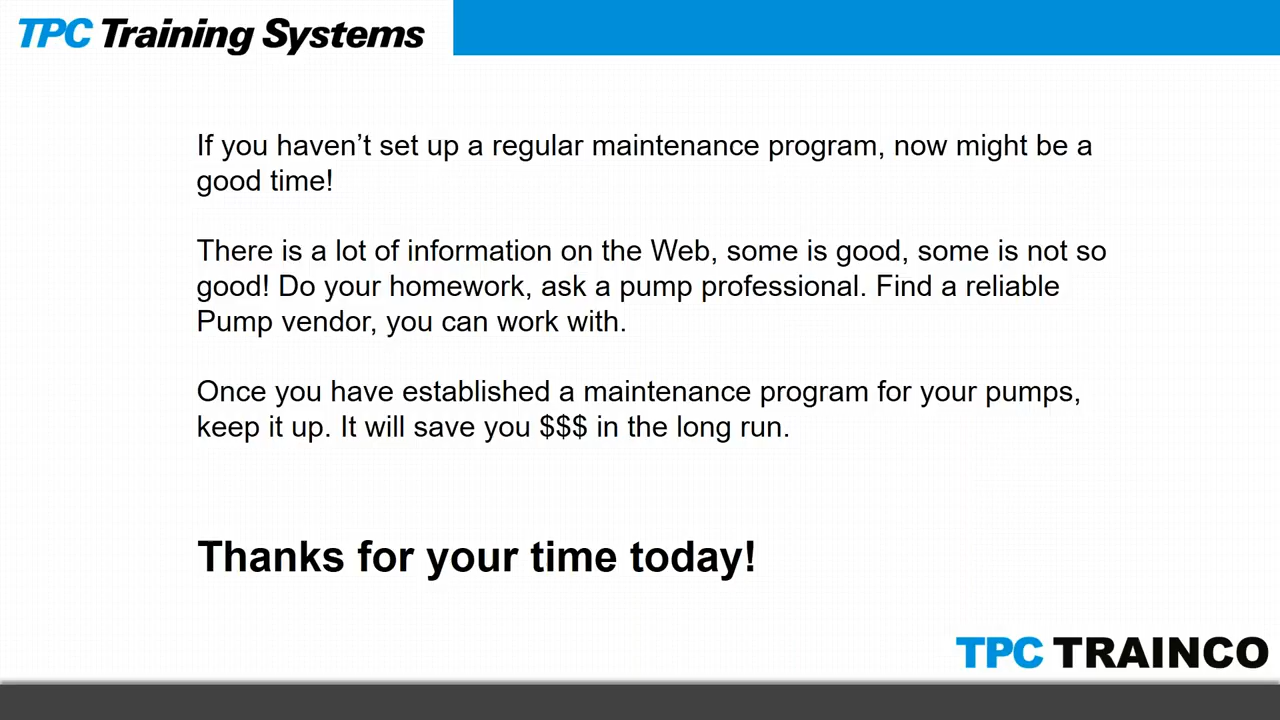 TPC Training Systems
If you haven’t set up a regular maintenance program, now might be a
good time!
There is a lot of information on the Web, some is good, some is not so
good! Do your homework, ask a pump professional. Find a reliable
Pump vendor, you can work with.
Once you have established a maintenance program for your pumps,
keep it up. It will save you $$$ in the long run.
Thanks for your time today!
TPC TRAINCO